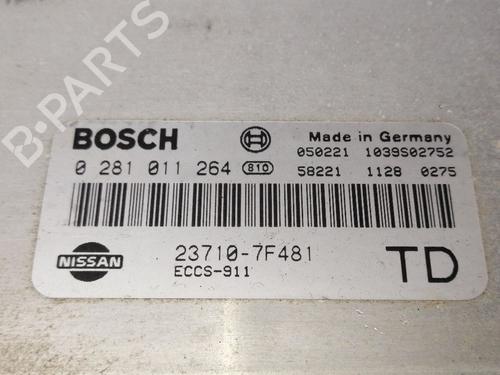 B-PARTS
BOSCH
Made in Germany
0 281 011 264 810
050221 1039S02752
58221 1128 0275
NISSAN
23710-7F481
ECCS-911
TD